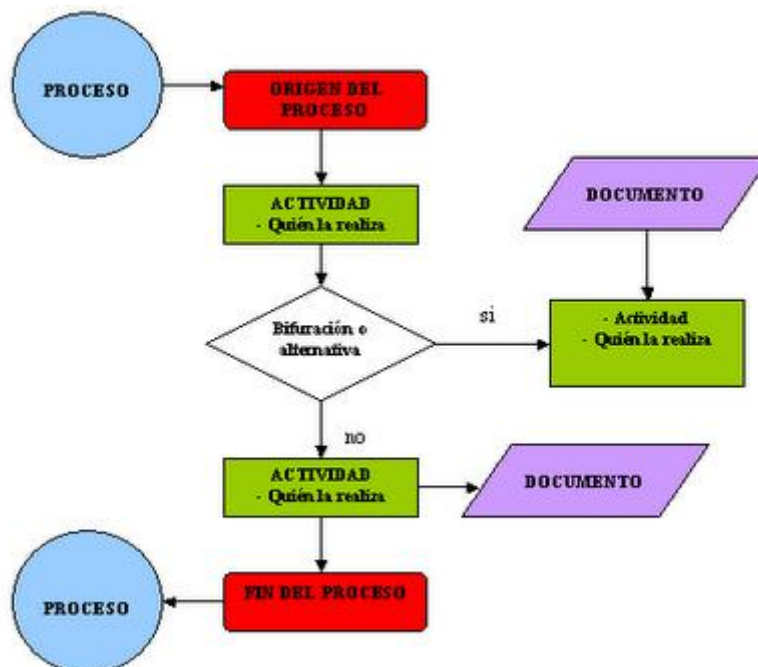 PROCESO
ORIGEN DEL
PROCESO
ACTIVIDAD
- Quién la realiza
DOCUMENTO
Bifuración o
alternativa
si
- Actividad
- Quién la realiza
no
ACTIVIDAD
- Quién la realiza
DOCUMENTO
FIN DEL PROCESO
PROCESO